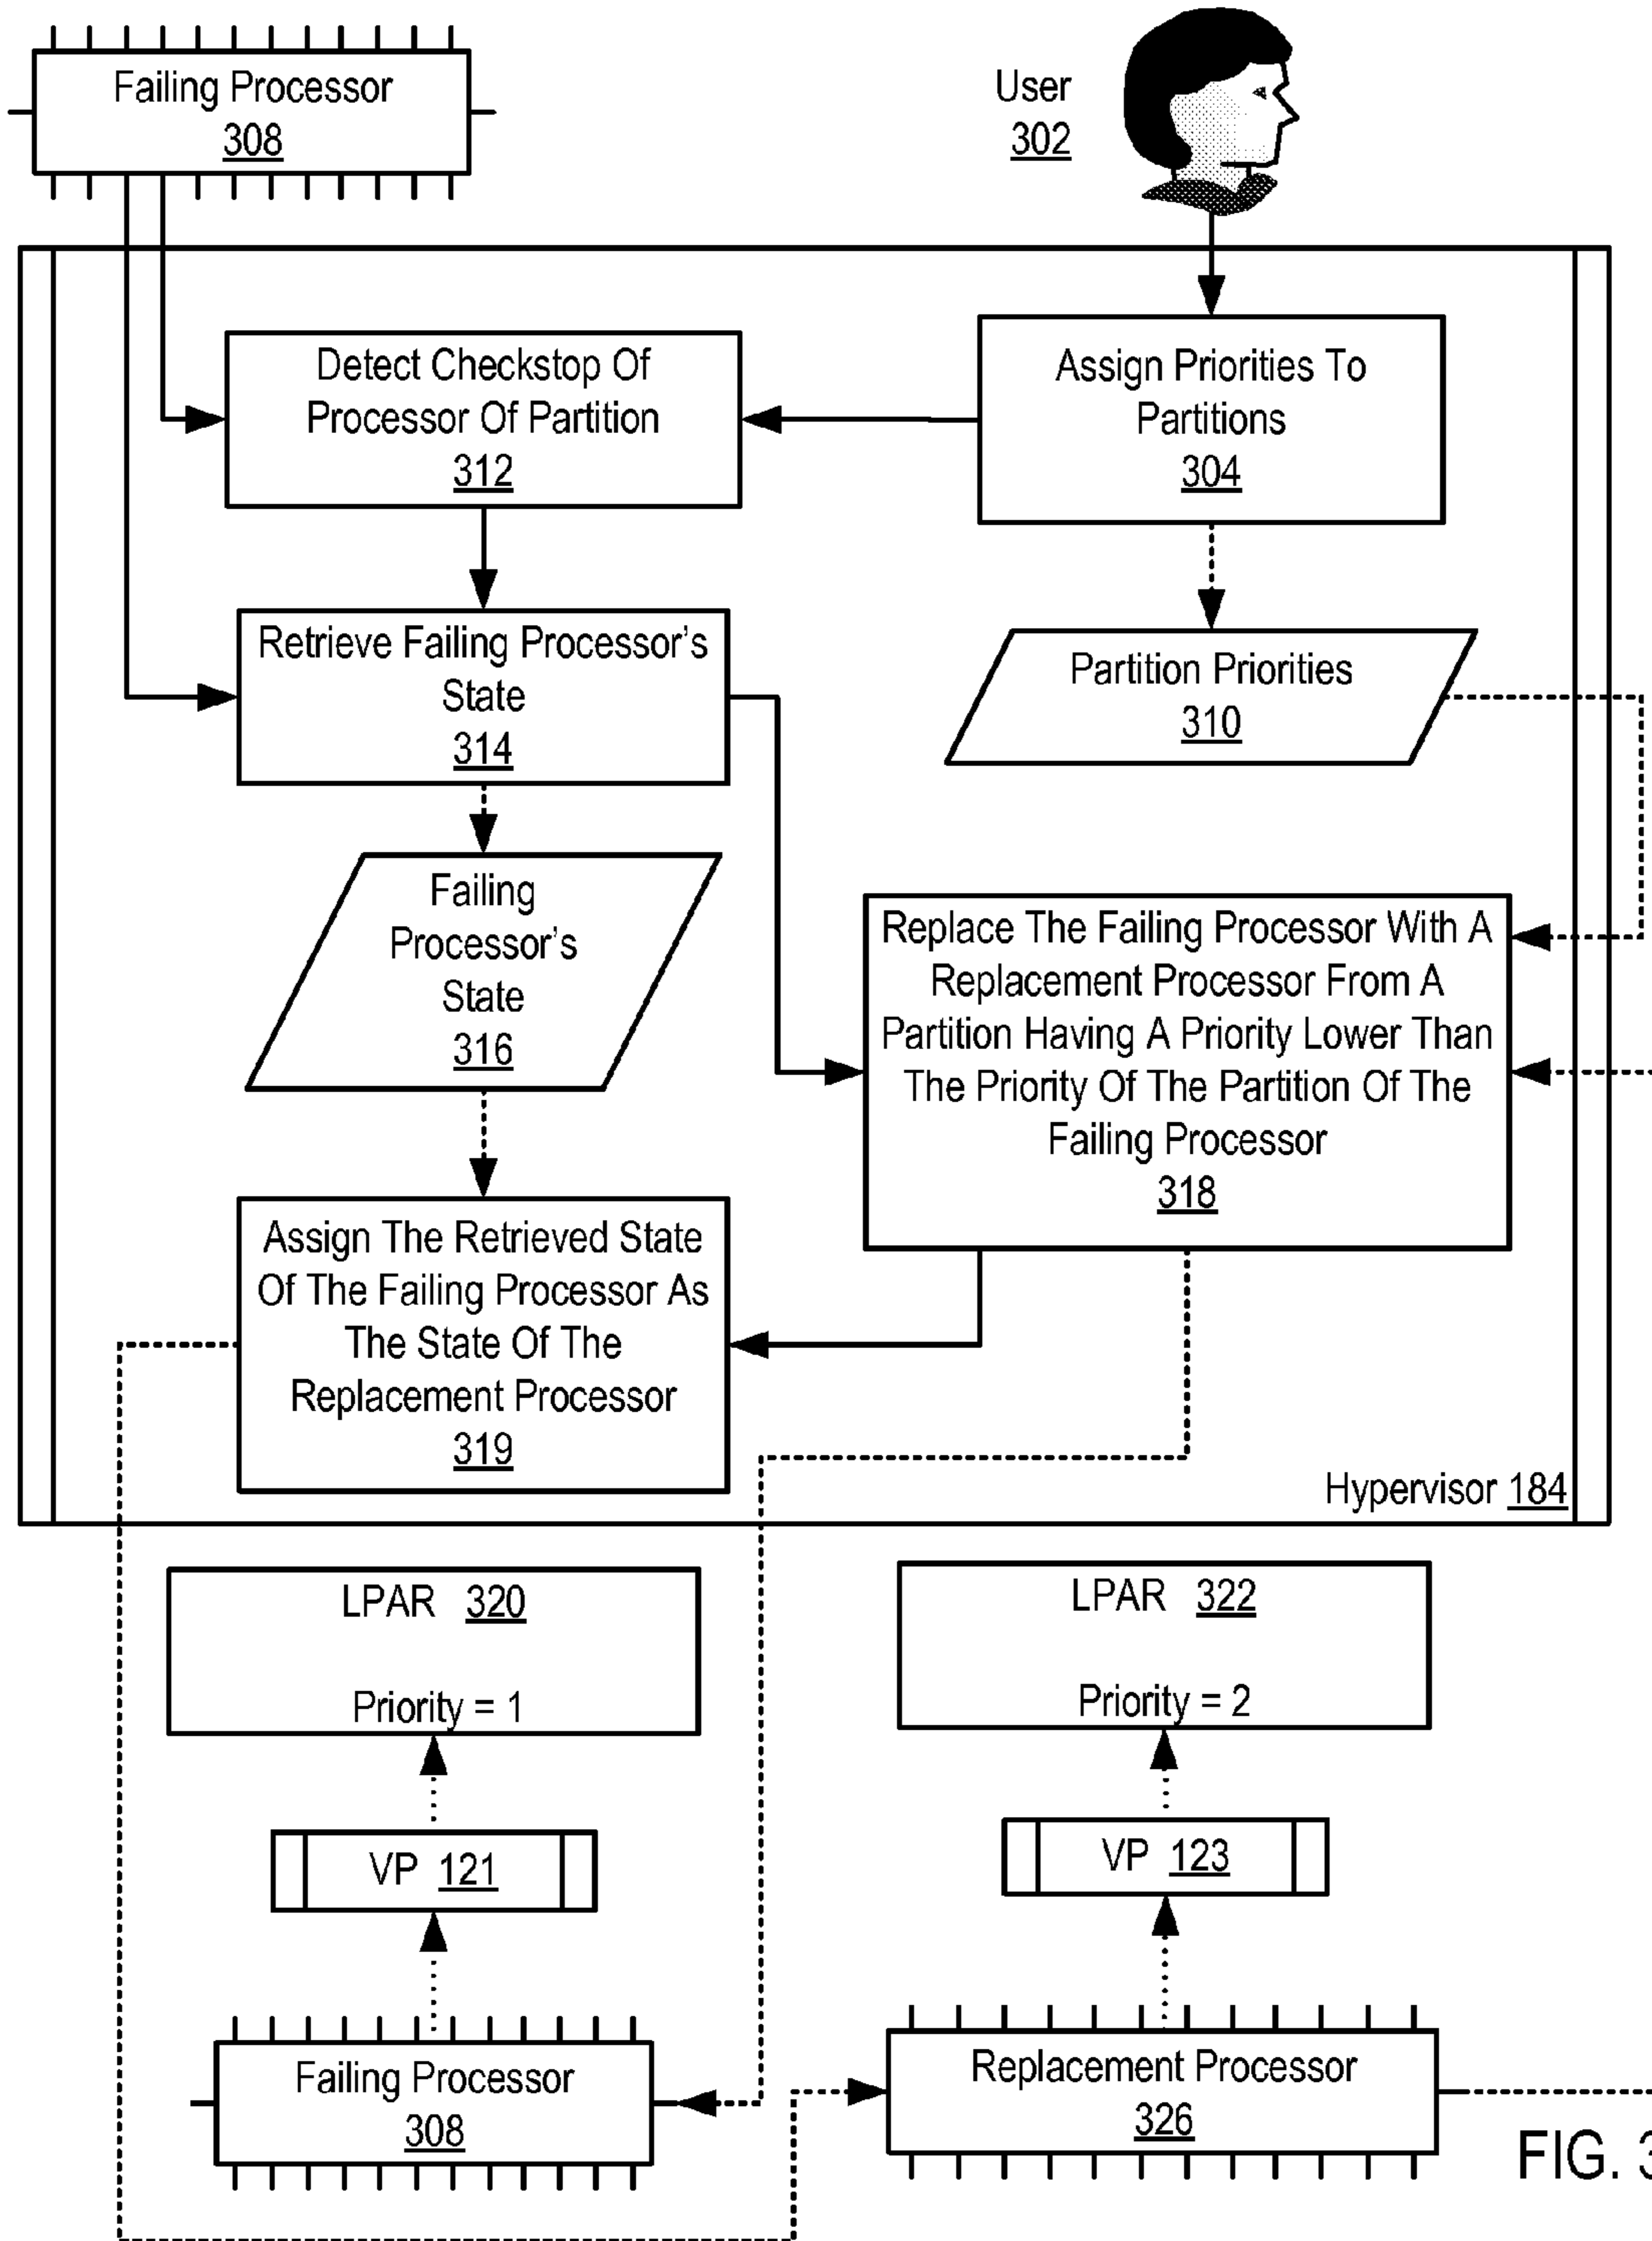 Failing Processor
308
User
302
Detect Checkstop Of
Processor Of Partition
312
Assign Priorities To
Partitions
304
Retrieve Failing Processor's
State
314
Partition Priorities
310
Failing
Processor's
State
316
Replace The Failing Processor With A
Replacement Processor From A
Partition Having A Priority Lower Than
The Priority Of The Partition Of The
Failing Processor
318
Assign The Retrieved State
Of The Failing Processor As
The State Of The
Replacement Processor
319
Hypervisor 184
LPAR 320
Priority = 1
LPAR 322
Priority = 2
VP 121
VP 123
Failing Processor
308
Replacement Processor
326
FIG. 3